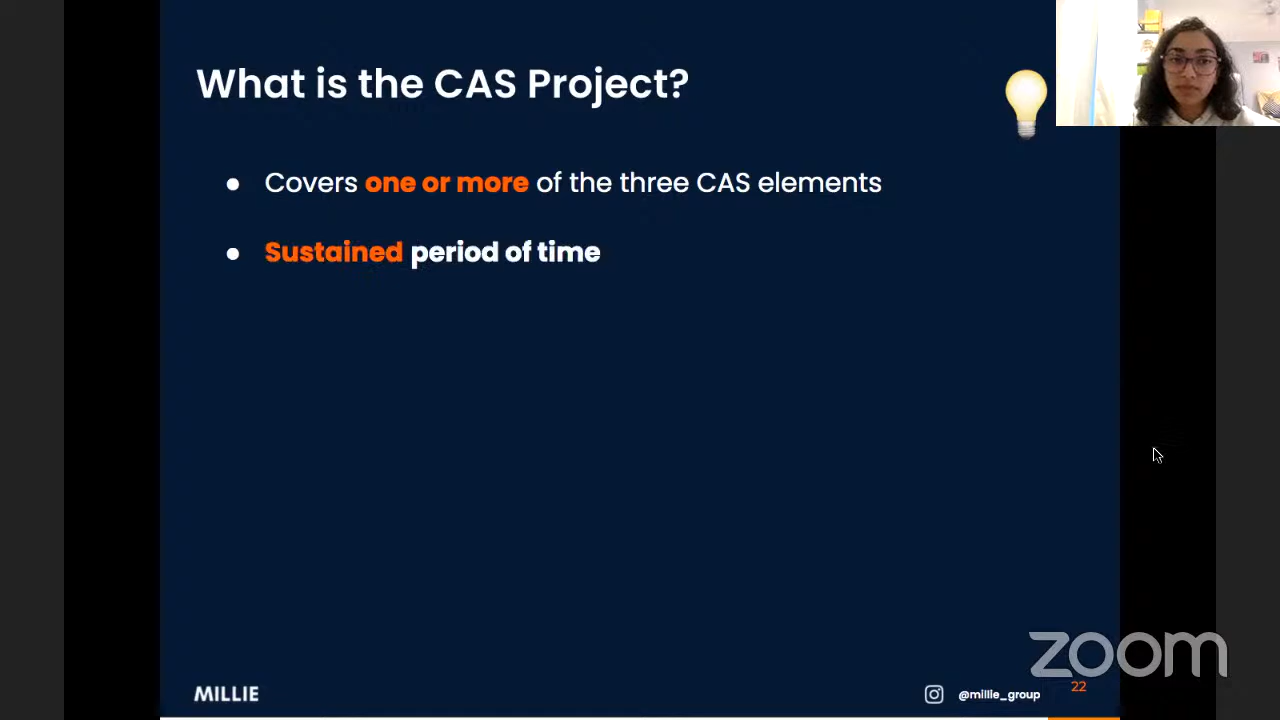 What is the CAS Project?
● Covers one or more of the three CAS elements
● Sustained period of time
zoom
MILLIE
@millie_group
22